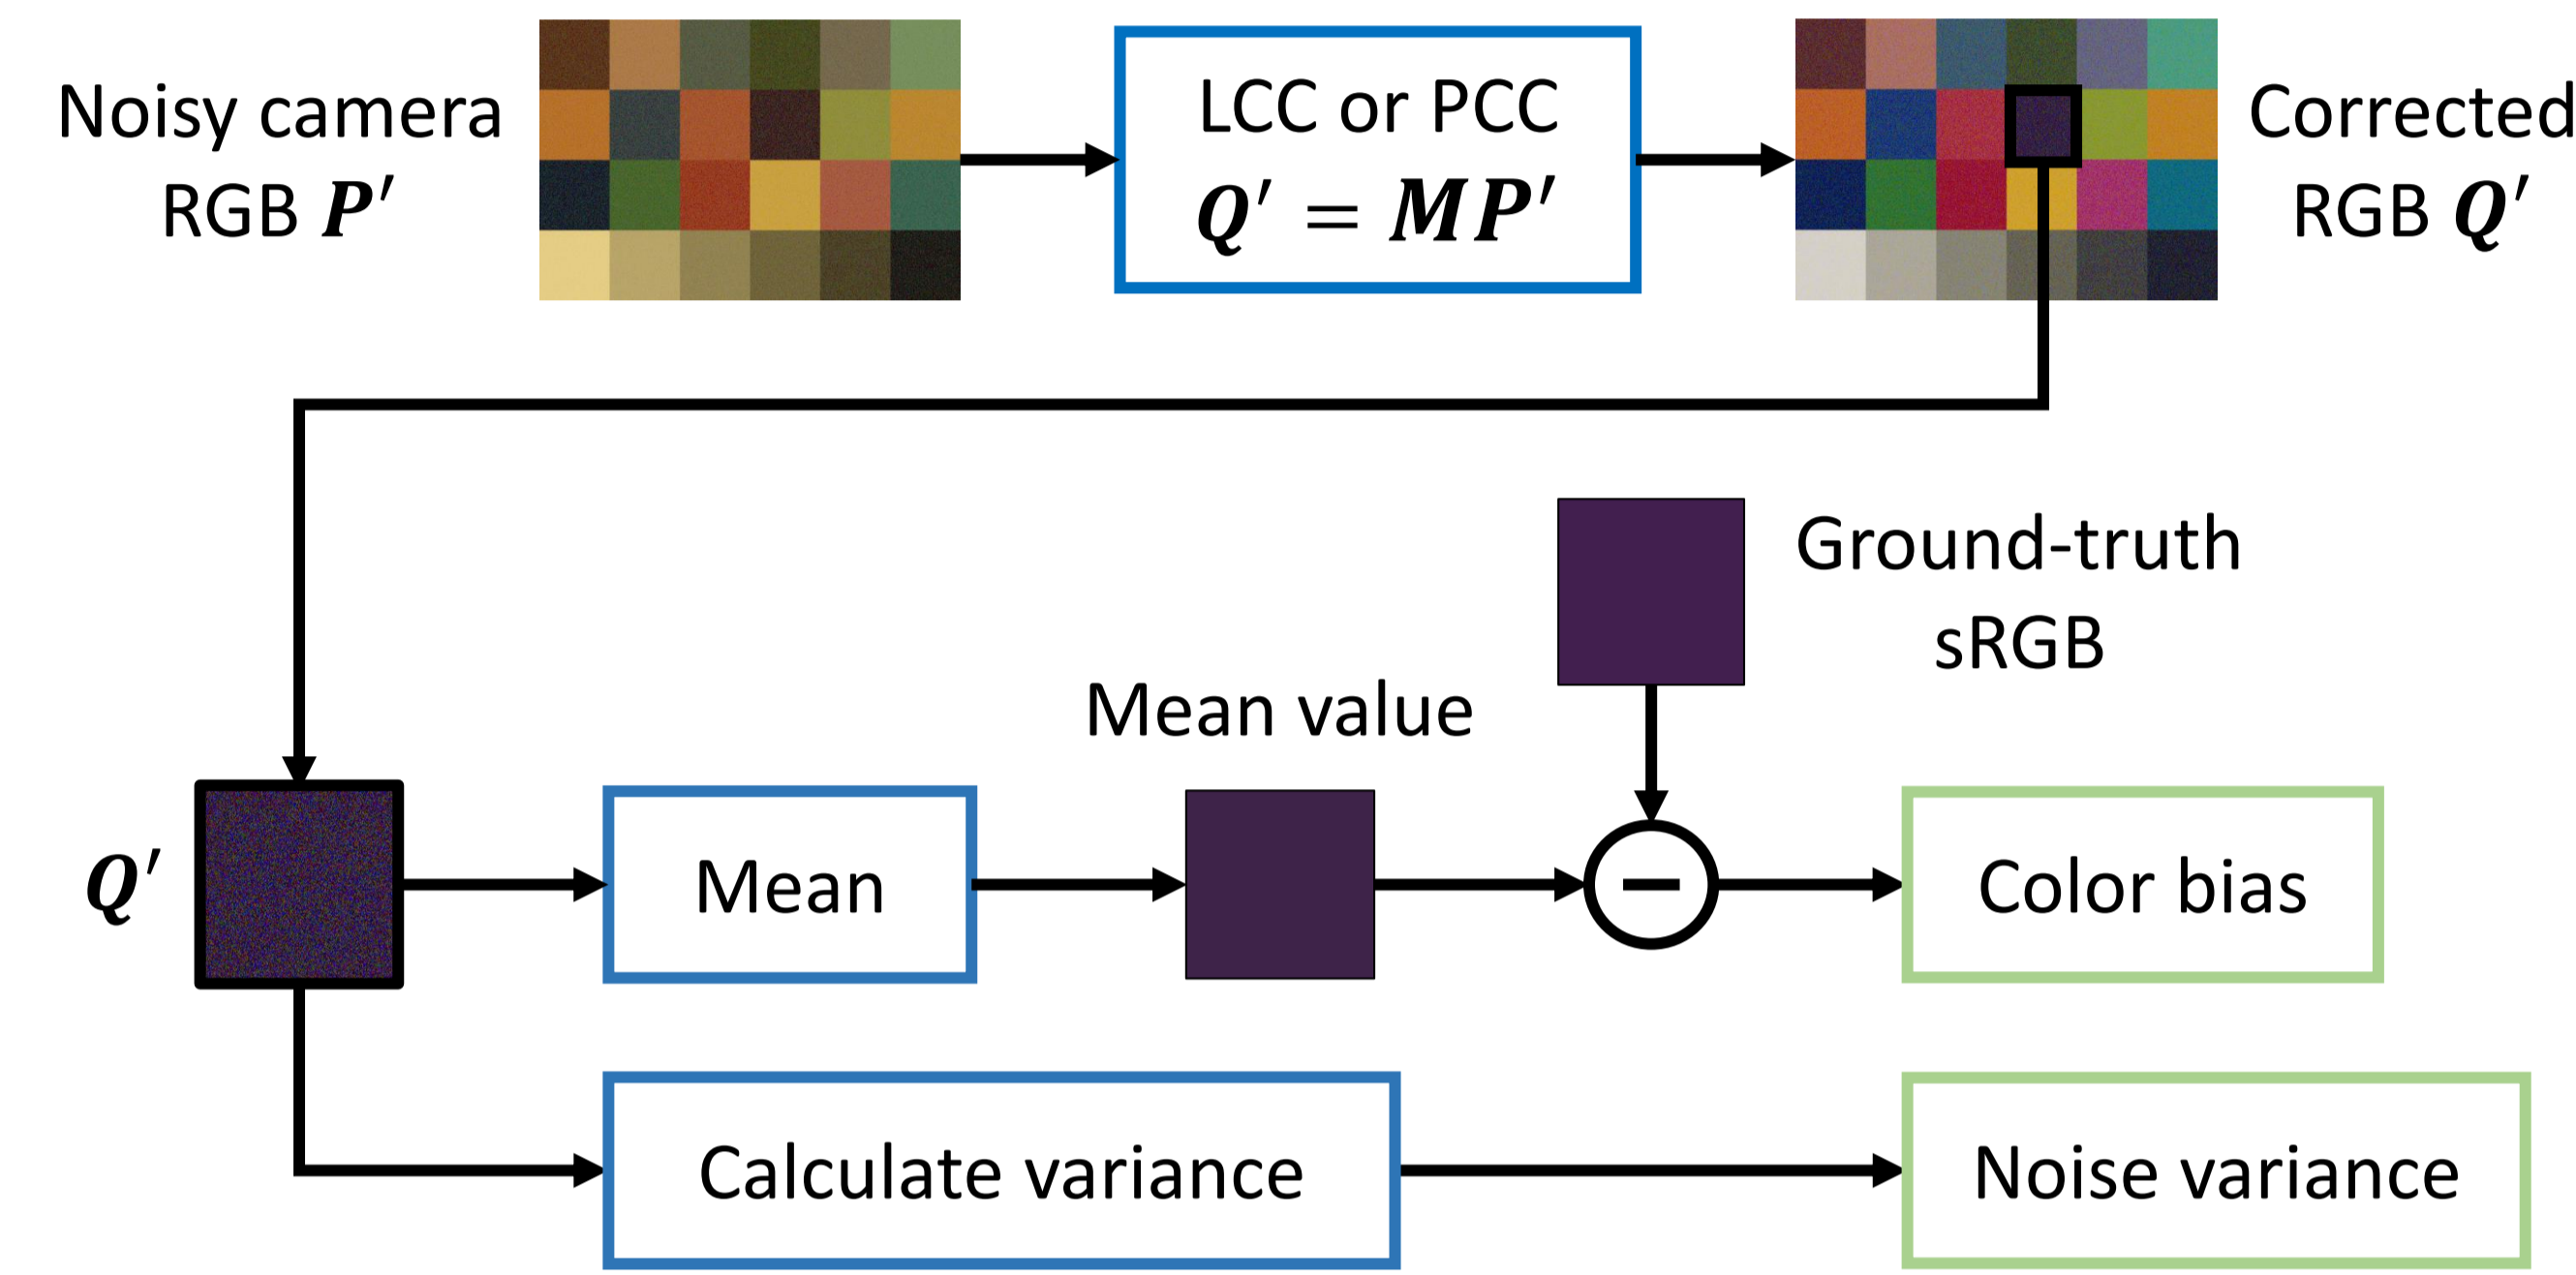 Noisy camera
RGB P′
LCC or PCC
Q′ = MP′
Corrected
RGB Q′
Ground-truth
sRGB
Mean value
Q′
Mean
−
Color bias
Calculate variance
Noise variance